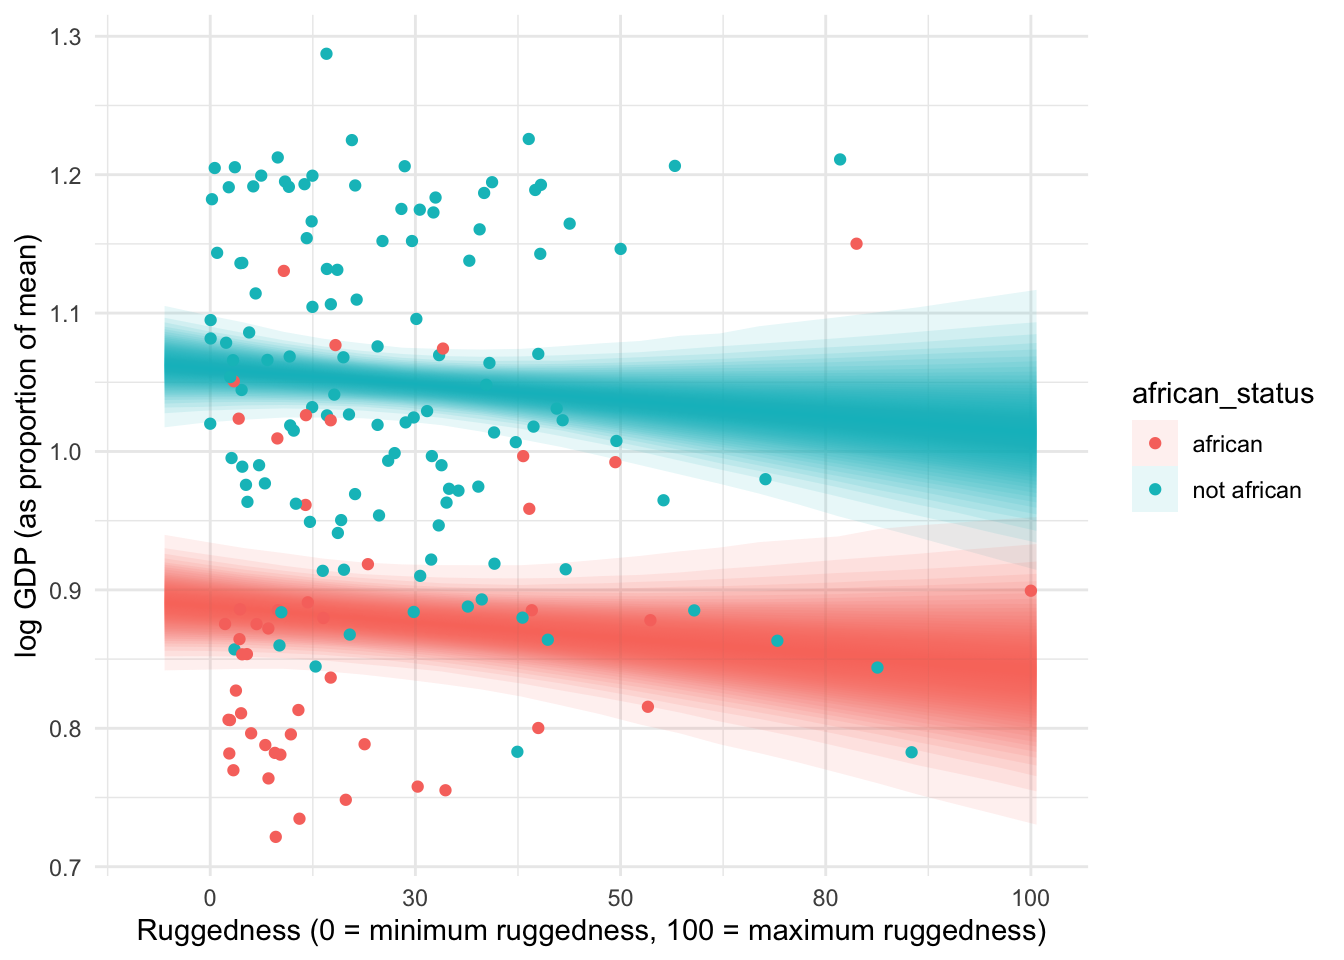 1.3
1.2
1.1
1.0
0.9
0.8
0.7
log GDP (as proportion of mean)
0 30 50 80 100
Ruggedness (0 = minimum ruggedness, 100 = maximum ruggedness)
african_status
african
not african